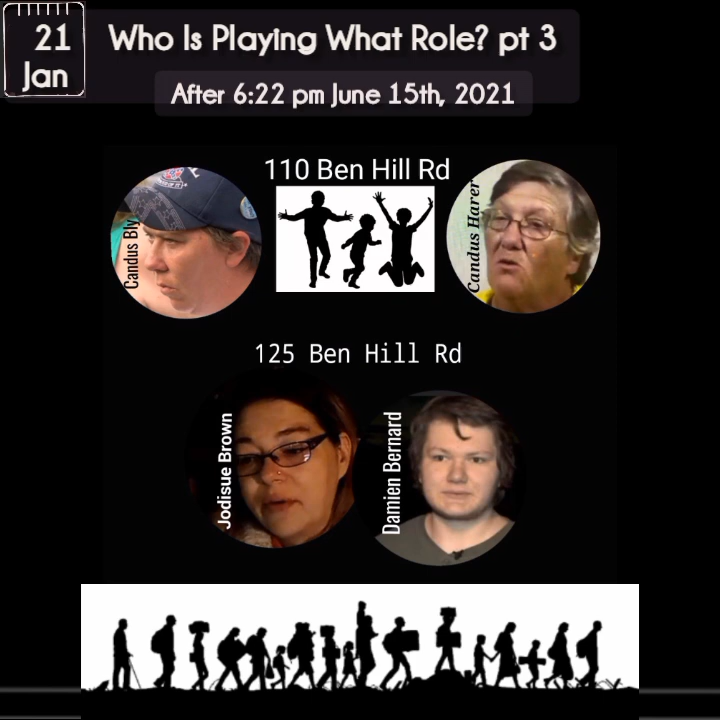 21
Jan
Who Is Playing What Role? pt 3
After 6:22 pm June 15th, 2021
110 Ben Hill Rd
Candus Bly
Candus Harer
125 Ben Hill Rd
Jodisue Brown
Damien Bernard